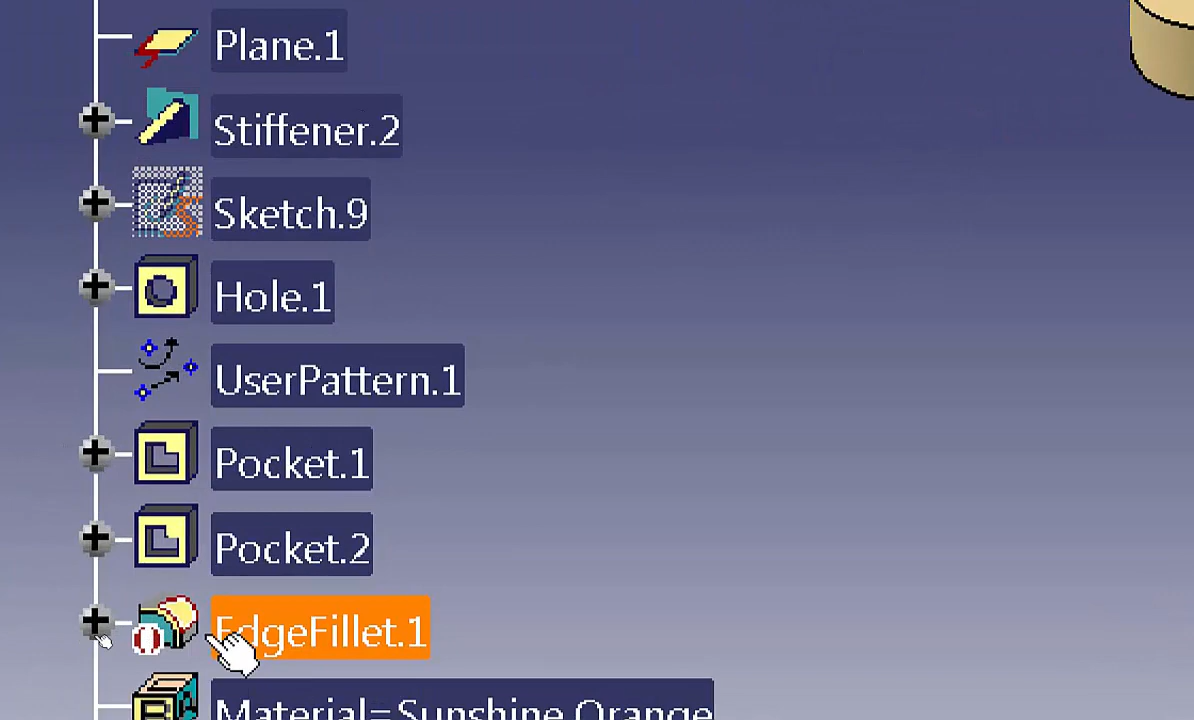 Plane.1
Stiffener.2
Sketch.9
Hole.1
UserPattern.1
Pocket.1
Pocket.2
EdgeFillet.1
Material=Sunshine Orange